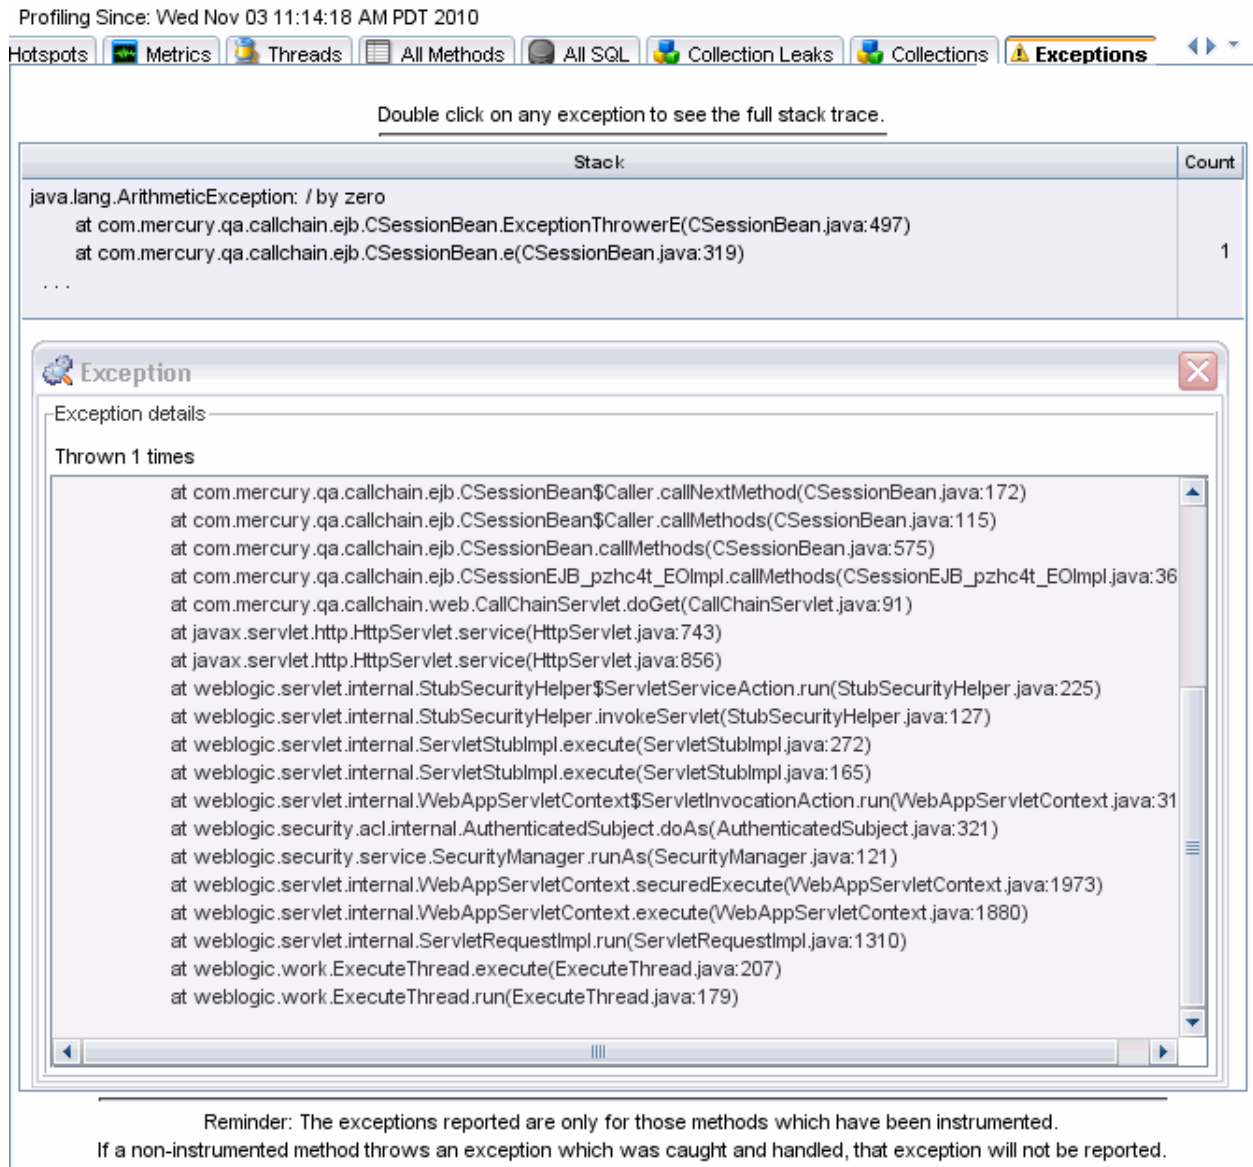 Profiling Since: Wed Nov 03 11:14:18 AM PDT 2010
Hotspots Metrics Threads All Methods All SQL Collection Leaks Collections Exceptions
Double click on any exception to see the full stack trace.
Stack Count
java.lang.ArithmeticException: / by zero
at com.mercury.qa.callchain.ejb.CSessionBean.ExceptionThrowerE(CSessionBean.java:497)
at com.mercury.qa.callchain.ejb.CSessionBean.e(CSessionBean.java:319)
1
. . .
Exception
Exception details
Thrown 1 times
at com.mercury.qa.callchain.ejb.CSessionBean$Caller.callNextMethod(CSessionBean.java:172)
at com.mercury.qa.callchain.ejb.CSessionBean$Caller.callMethods(CSessionBean.java:115)
at com.mercury.qa.callchain.ejb.CSessionBean.callMethods(CSessionBean.java:575)
at com.mercury.qa.callchain.ejb.CSessionEJB_pzhc4t_EOImpl.callMethods(CSessionEJB_pzhc4t_EOImpl.java:36
at com.mercury.qa.callchain.web.CallChainServlet.doGet(CallChainServlet.java:91)
at javax.servlet.http.HttpServlet.service(HttpServlet.java:743)
at javax.servlet.http.HttpServlet.service(HttpServlet.java:856)
at weblogic.servlet.internal.StubSecurityHelper$ServletServiceAction.run(StubSecurityHelper.java:225)
at weblogic.servlet.internal.StubSecurityHelper.invokeServlet(StubSecurityHelper.java:127)
at weblogic.servlet.internal.ServletStubImpl.execute(ServletStubImpl.java:272)
at weblogic.servlet.internal.ServletStubImpl.execute(ServletStubImpl.java:165)
at weblogic.servlet.internal.WebAppServletContext$ServletInvocationAction.run(WebAppServletContext.java:31
at weblogic.security.acl.internal.AuthenticatedSubject.doAs(AuthenticatedSubject.java:321)
at weblogic.security.service.SecurityManager.runAs(SecurityManager.java:121)
at weblogic.servlet.internal.WebAppServletContext.securedExecute(WebAppServletContext.java:1973)
at weblogic.servlet.internal.WebAppServletContext.execute(WebAppServletContext.java:1880)
at weblogic.servlet.internal.ServletRequestImpl.run(ServletRequestImpl.java:1310)
at weblogic.work.ExecuteThread.execute(ExecuteThread.java:207)
at weblogic.work.ExecuteThread.run(ExecuteThread.java:179)
Reminder: The exceptions reported are only for those methods which have been instrumented.
If a non-instrumented method throws an exception which was caught and handled, that exception will not be reported.